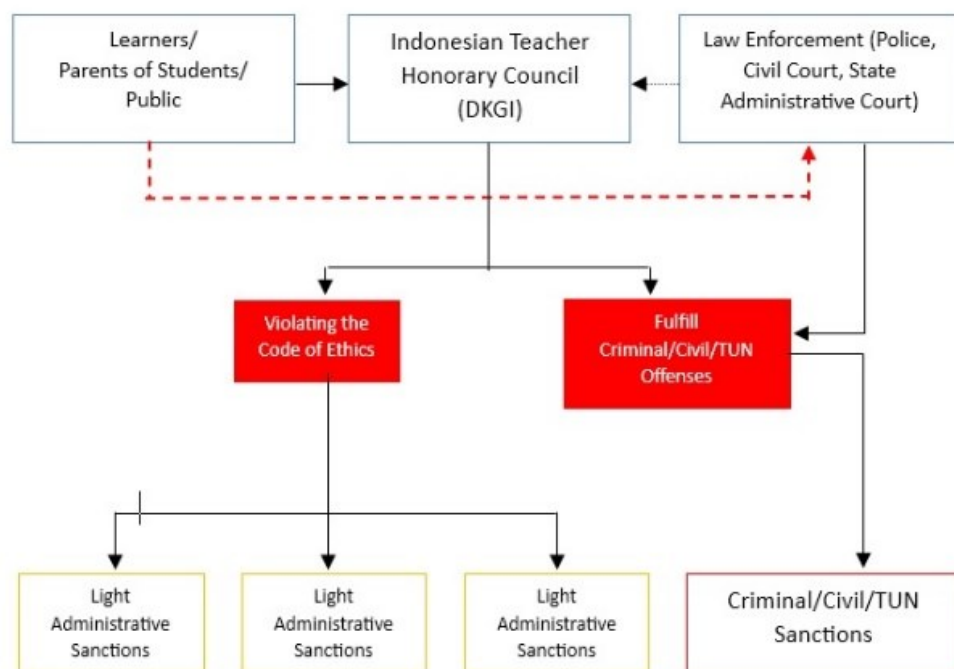 Learners/
Parents of Students/
Public
Indonesian Teacher
Honorary Council
(DKGI)
Law Enforcement (Police,
Civil Court, State
Administrative Court)
Violating the
Code of Ethics
Fulfill
Criminal/Civil/TUN
Offenses
Light
Administrative
Sanctions
Light
Administrative
Sanctions
Light
Administrative
Sanctions
Criminal/Civil/TUN
Sanctions